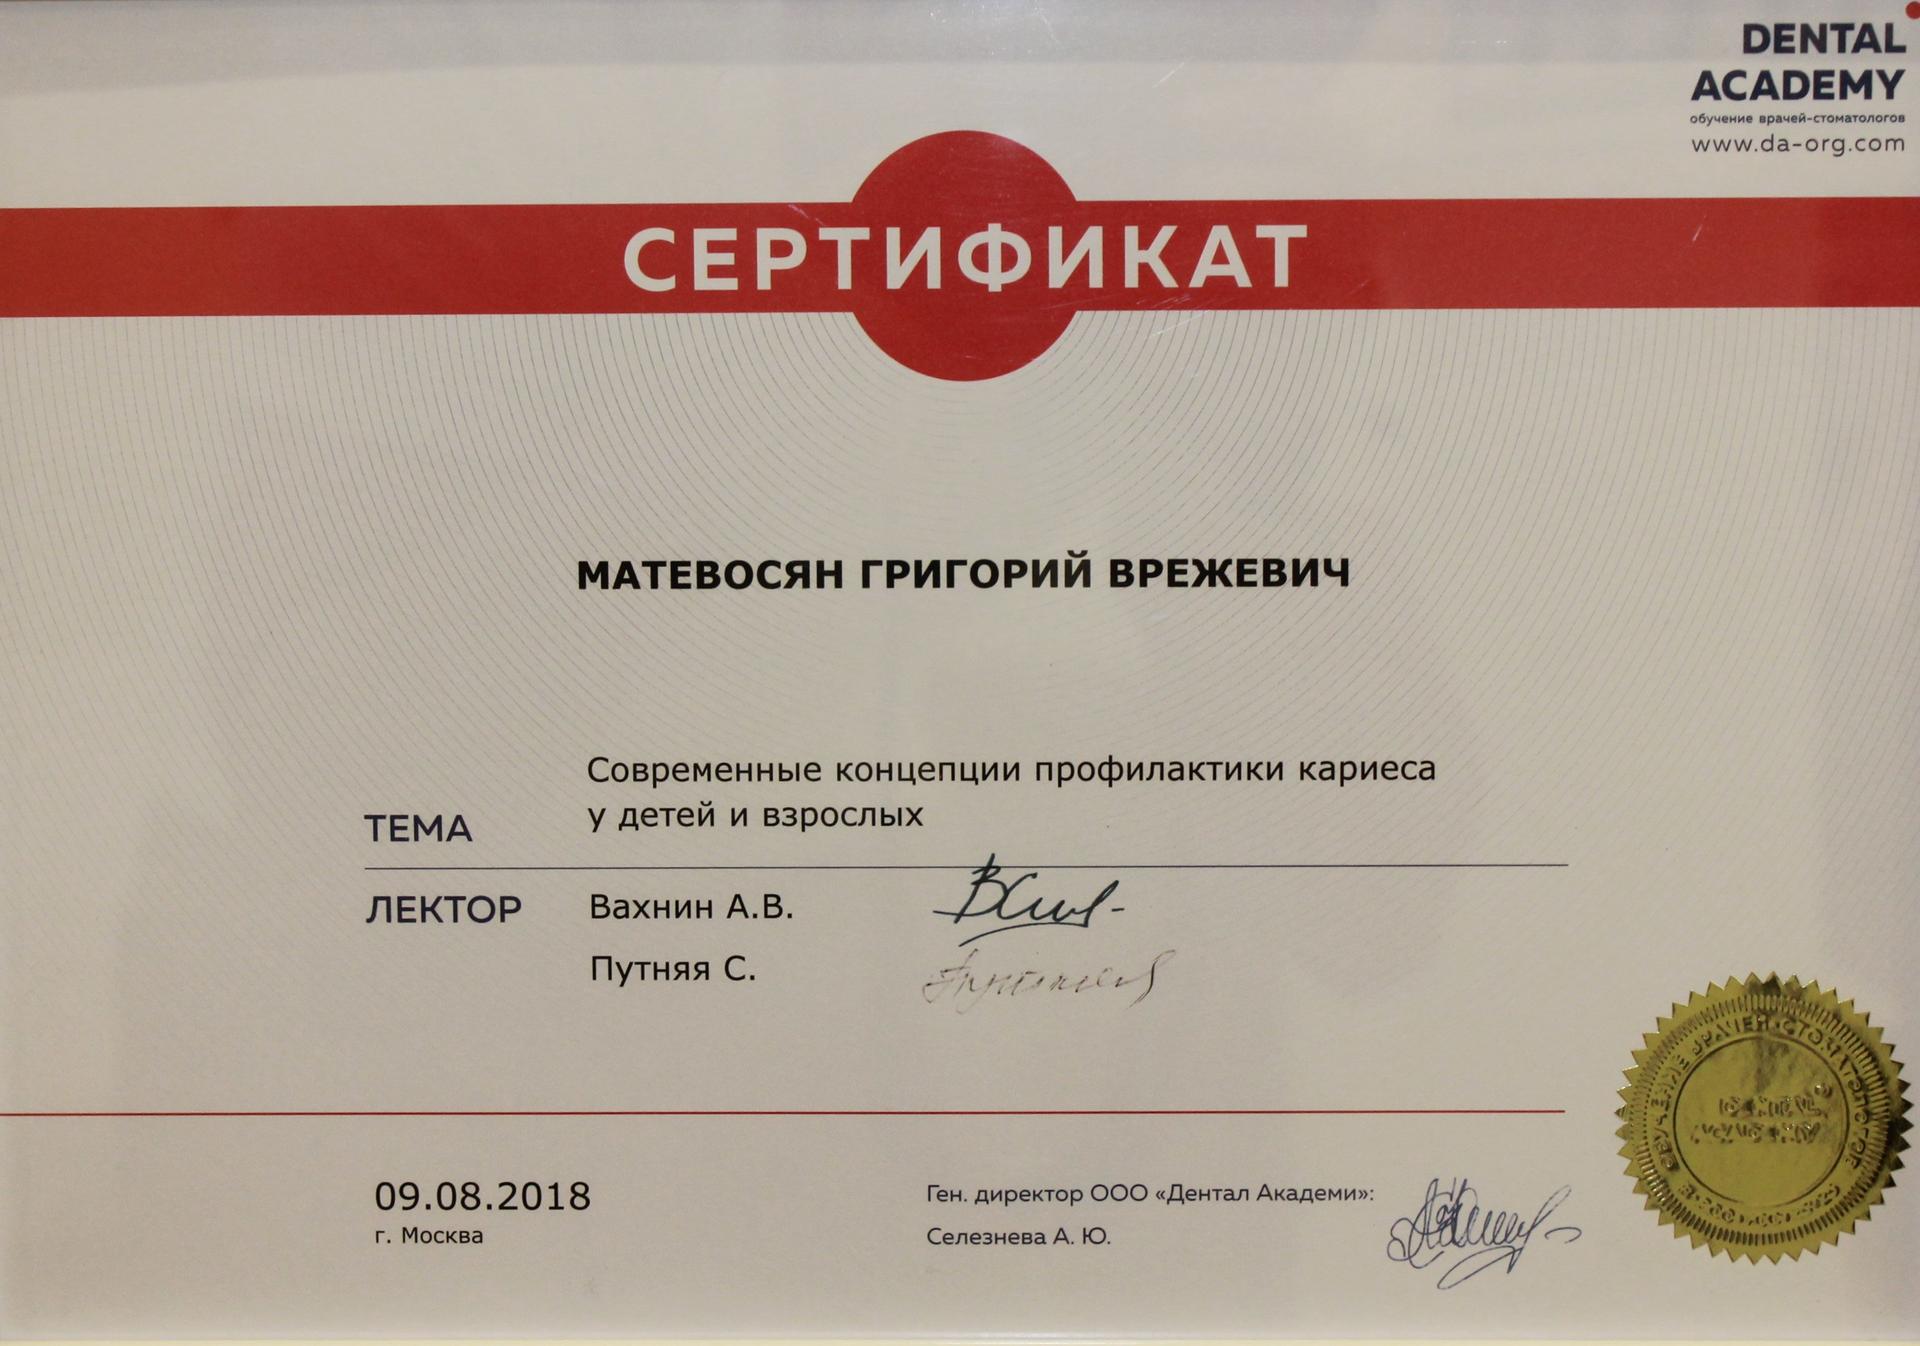 DENTAL
ACADEMY
обучение врачей-стоматологов
www.da-org.com
СЕРТИФИКАТ
МАТЕВОСЯН ГРИГОРИЙ ВРЕЖЕВИЧ
Современные концепции профилактики кариеса
у детей и взрослых
ТЕМА
ЛЕКТОР Вахнин А.В.
Путняя С.
09.08.2018
г. Москва
Ген. директор ООО «Дентал Академи»:
Селезнева А. Ю.